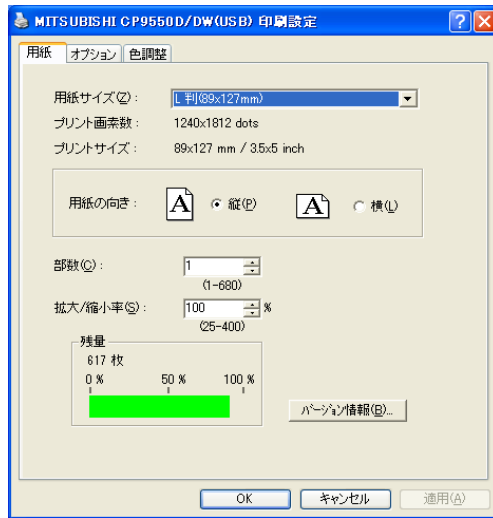 MITSUBISHI CP9550D/DW(USB) 印刷設定
用紙 オプション 色調整
用紙サイズ(Z): L 判(89x127mm)
プリント画素数: 1240x1812 dots
プリントサイズ: 89x127 mm / 3.5x5 inch
用紙の向き: A 縦(P) A 横(L)
部数(C): 1
(1-680)
拡大/縮小率(S): 100 %
(25-400)
残量
617 枚
0 % 50 % 100 %
バージョン情報(B)...
OK キャンセル 適用(A)